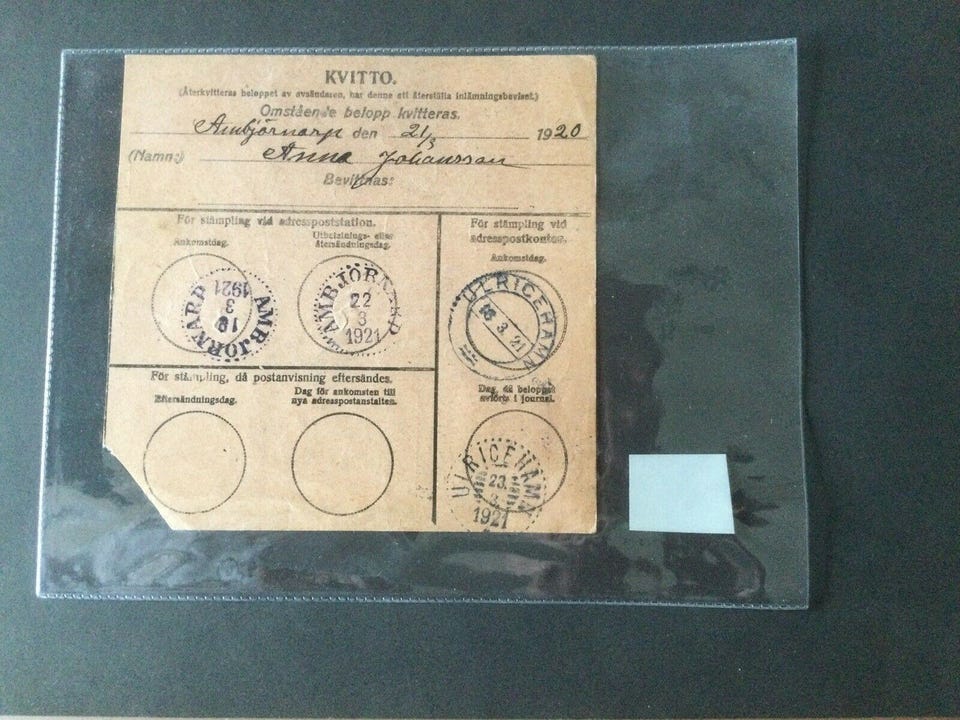 KVITTO.
(Återkvitteras beloppet av avsändaren, har denne att återställa inlämningsbeviset.)
Omstående belopp kvitteras.
Ambjörnarp den 21/3 1920
(Namn:) Anna Johansson
Bevittnas:
För stämpling vid adresspoststation.
Ankomstdag.
Utbetalnings- eller
återsändningsdag.
För stämpling vid
adresspostkontor.
Ankomstdag.
AMBJÖRNARP
18
3
1921
AMBJÖRNARP
22
3
1921
ULRICEHAMN
3. 21
För stämpling, då postanvisning eftersändes.
Eftersändningsdag.
Dag för ankomsten till
nya adresspostanstalten.
Dag, då beloppet
avförts i journal.
ULRICEHAMN
23.
3.
1921